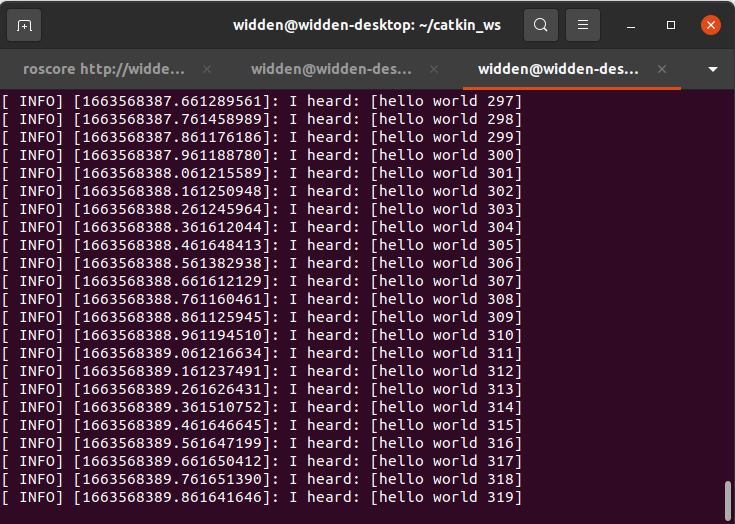 widden@widden-desktop: ~/catkin_ws
roscore http://widde...
widden@widden-des...
widden@widden-des...
[ INFO] [1663568387.661289561]: I heard: [hello world 297]
[ INFO] [1663568387.761458989]: I heard: [hello world 298]
[ INFO] [1663568387.861176186]: I heard: [hello world 299]
[ INFO] [1663568387.961188780]: I heard: [hello world 300]
[ INFO] [1663568388.061215589]: I heard: [hello world 301]
[ INFO] [1663568388.161250948]: I heard: [hello world 302]
[ INFO] [1663568388.261245964]: I heard: [hello world 303]
[ INFO] [1663568388.361612044]: I heard: [hello world 304]
[ INFO] [1663568388.461648413]: I heard: [hello world 305]
[ INFO] [1663568388.561382938]: I heard: [hello world 306]
[ INFO] [1663568388.661612129]: I heard: [hello world 307]
[ INFO] [1663568388.761160461]: I heard: [hello world 308]
[ INFO] [1663568388.861125945]: I heard: [hello world 309]
[ INFO] [1663568388.961194510]: I heard: [hello world 310]
[ INFO] [1663568389.061216634]: I heard: [hello world 311]
[ INFO] [1663568389.161237491]: I heard: [hello world 312]
[ INFO] [1663568389.261626431]: I heard: [hello world 313]
[ INFO] [1663568389.361510752]: I heard: [hello world 314]
[ INFO] [1663568389.461646645]: I heard: [hello world 315]
[ INFO] [1663568389.561647199]: I heard: [hello world 316]
[ INFO] [1663568389.661650412]: I heard: [hello world 317]
[ INFO] [1663568389.761651390]: I heard: [hello world 318]
[ INFO] [1663568389.861641646]: I heard: [hello world 319]